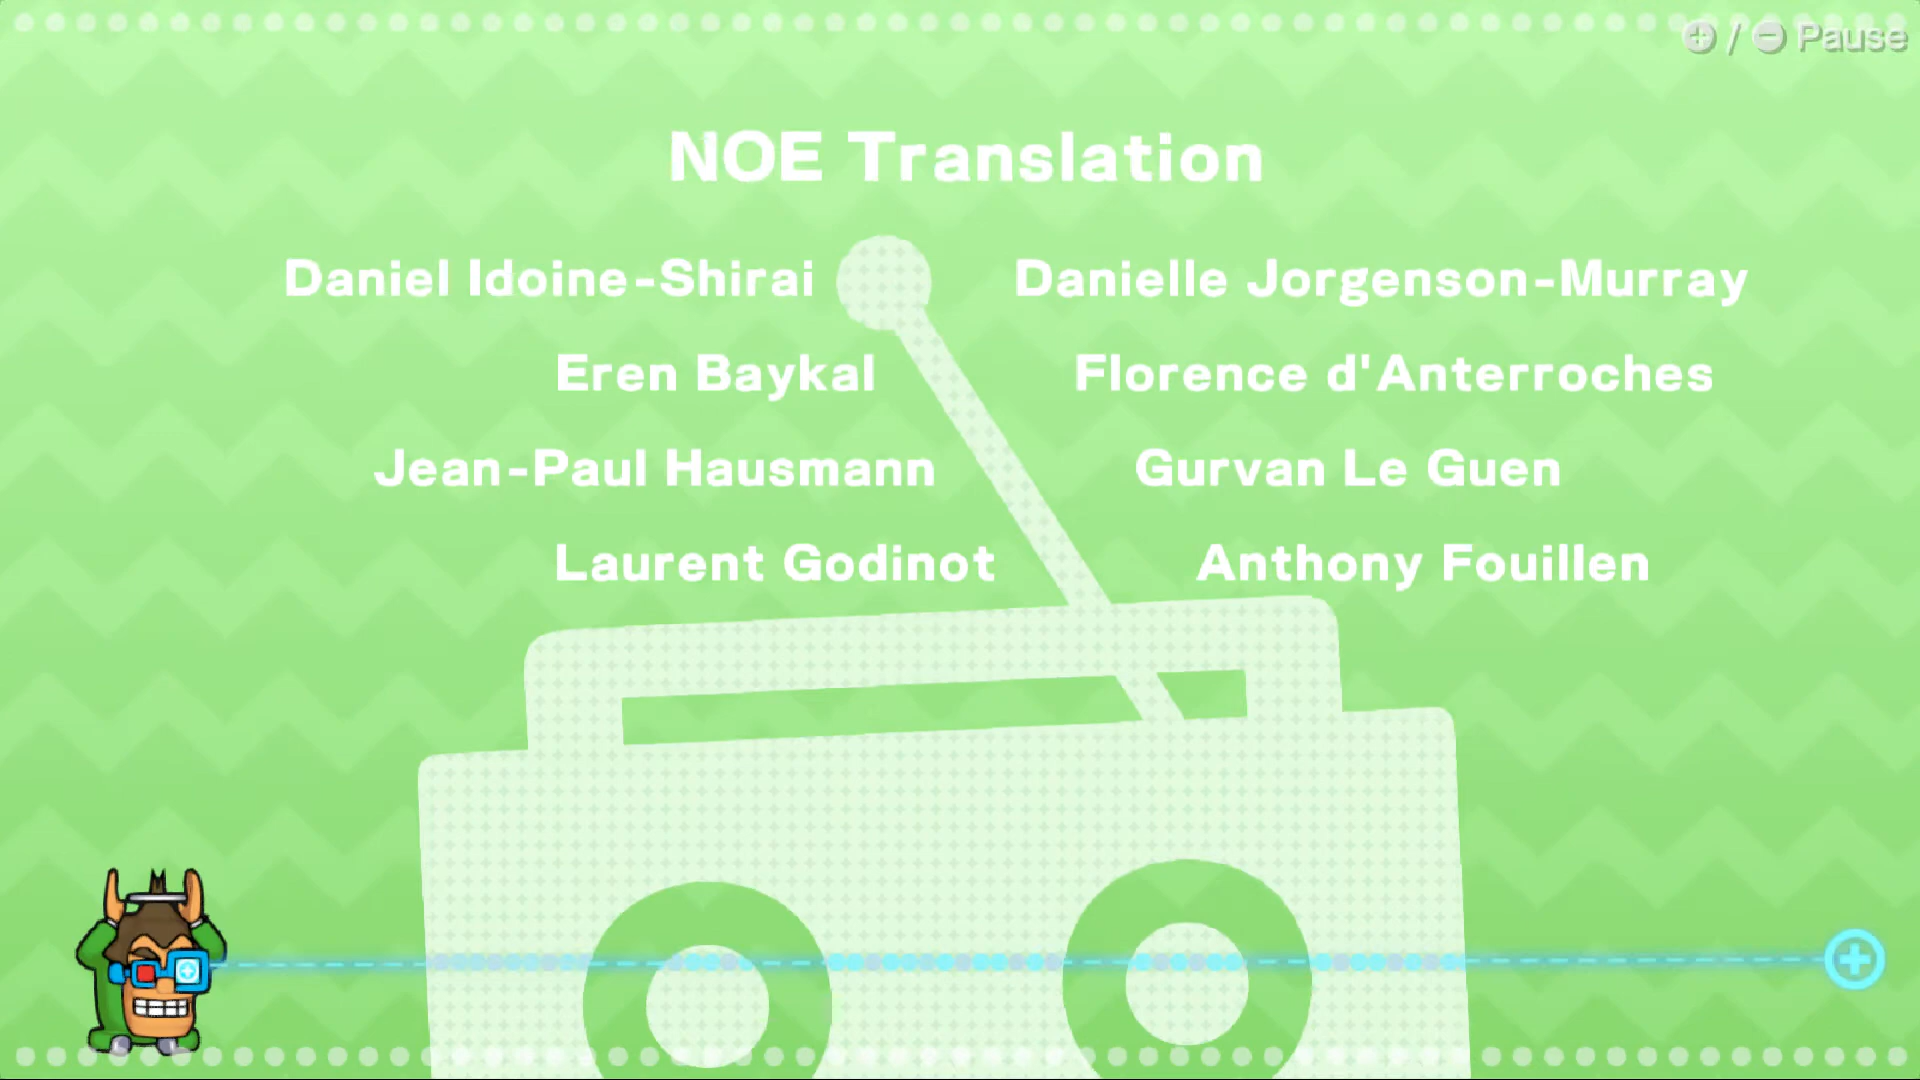 Pause
NOE Translation
Daniel Idoine-Shirai
Danielle Jorgenson-Murray
Eren Baykal
Florence d'Anterroches
Jean-Paul Hausmann
Gurvan Le Guen
Laurent Godinot
Anthony Fouillen